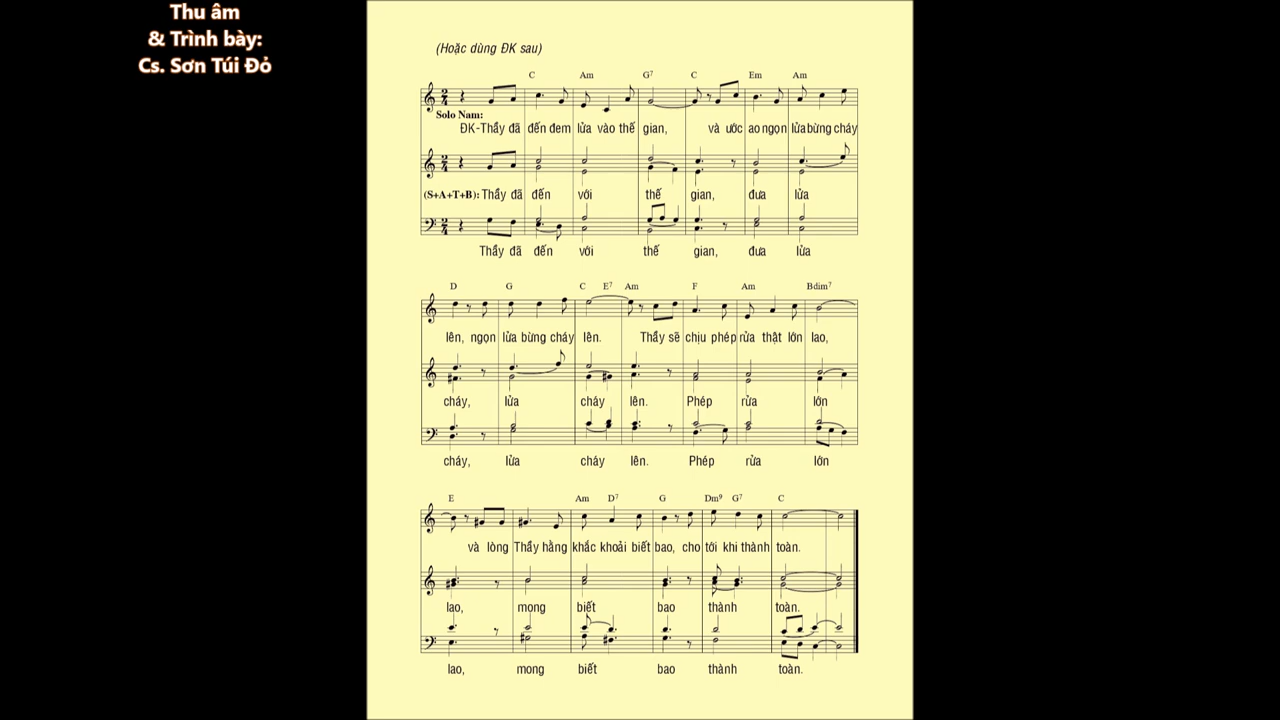 Thu âm
& Trình bày:
Cs. Sơn Túi Đỏ
(Hoặc dùng ĐK sau)
C Am G7 C Em Am
Solo Nam:
ĐK-Thầy đã đến đem lửa vào thế gian, và ước ao ngọn lửa bừng cháy
(S+A+T+B): Thầy đã đến với thế gian, đưa lửa
Thầy đã đến với thế gian, đưa lửa
D G C E7 Am F Am Bdim7
lên, ngọn lửa bừng cháy lên. Thầy sẽ chịu phép rửa thật lớn lao,
cháy, lửa cháy lên. Phép rửa lớn
cháy, lửa cháy lên. Phép rửa lớn
E Am D7 G Dm9 G7 C
và lòng Thầy hằng khắc khoải biết bao, cho tới khi thành toàn.
lao, mong biết bao thành toàn.
lao, mong biết bao thành toàn.